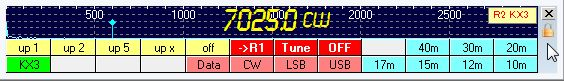 500 1000 7025.0 CW 2000 2500 R2 KX3
up 1 up 2 up 5 up x off ->R1 Tune OFF 40m 30m 20m
KX3 Data CW LSB USB 17m 15m 12m 10m